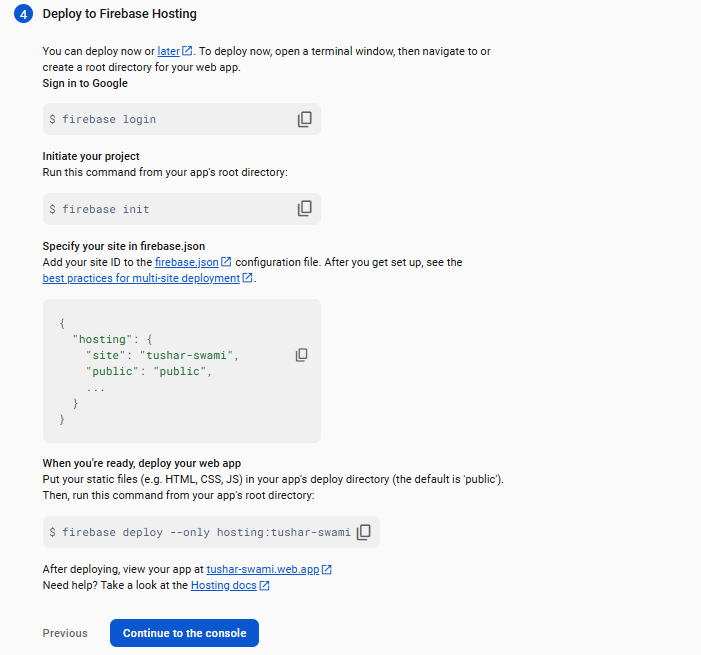 4 Deploy to Firebase Hosting
You can deploy now or later. To deploy now, open a terminal window, then navigate to or
create a root directory for your web app.
Sign in to Google
$ firebase login
Initiate your project
Run this command from your app's root directory:
$ firebase init
Specify your site in firebase.json
Add your site ID to the firebase.json configuration file. After you get set up, see the
best practices for multi-site deployment.
{
  "hosting": {
    "site": "tushar-swami",
    "public": "public",
    ...
  }
}
When you're ready, deploy your web app
Put your static files (e.g. HTML, CSS, JS) in your app's deploy directory (the default is 'public').
Then, run this command from your app's root directory:
$ firebase deploy --only hosting:tushar-swami
After deploying, view your app at tushar-swami.web.app
Need help? Take a look at the Hosting docs
Previous Continue to the console